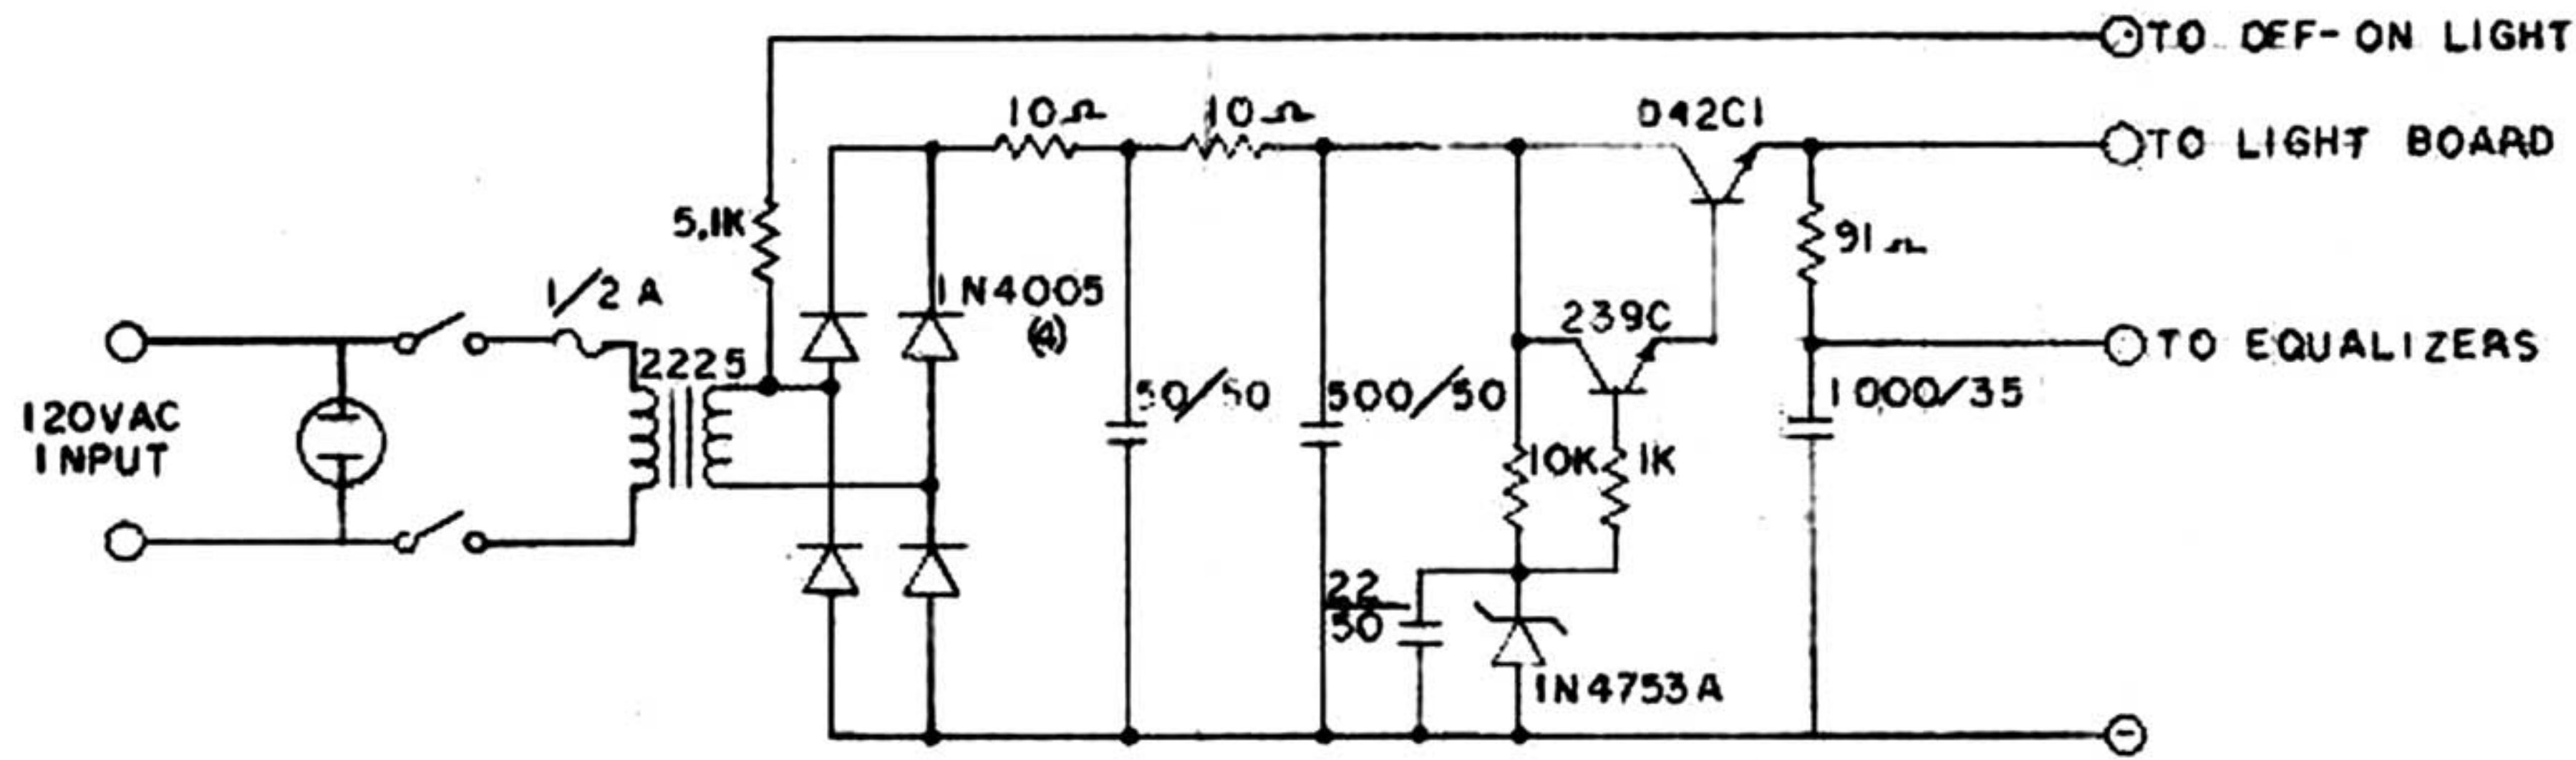 TO DEF-ON LIGHT
10Ω
10Ω
D42C1
TO LIGHT BOARD
5.1K
91Ω
1/2 A
1N4005
(4)
239C
TO EQUALIZERS
2225
120VAC
INPUT
50/50
500/50
1000/35
10K
1K
22
50
1N4753A
-